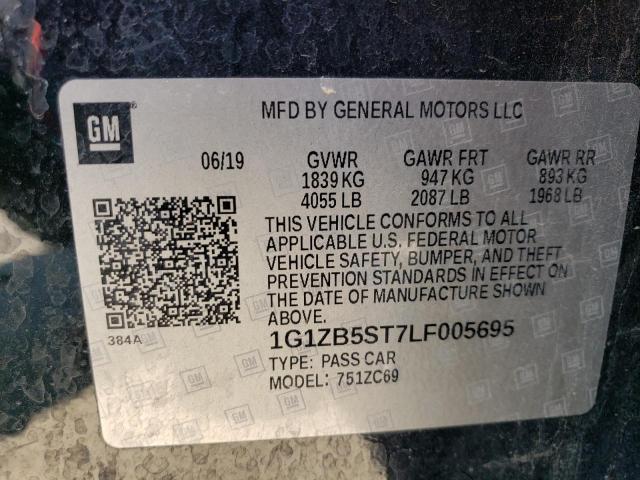 GM
MFD BY GENERAL MOTORS LLC
06/19 GVWR GAWR FRT GAWR RR
1839 KG 947 KG 893 KG
4055 LB 2087 LB 1968 LB
THIS VEHICLE CONFORMS TO ALL
APPLICABLE U.S. FEDERAL MOTOR
VEHICLE SAFETY, BUMPER, AND THEFT
PREVENTION STANDARDS IN EFFECT ON
THE DATE OF MANUFACTURE SHOWN
ABOVE.
384A
1G1ZB5ST7LF005695
TYPE: PASS CAR
MODEL: 751ZC69